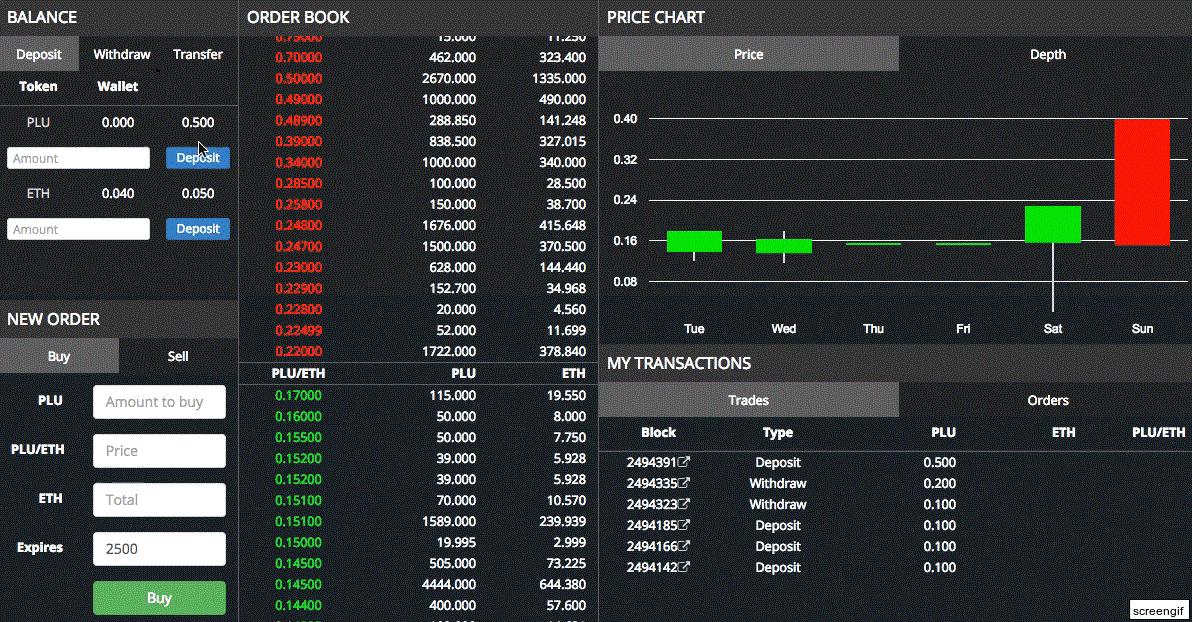 BALANCE
Deposit Withdraw Transfer
Token Wallet
PLU 0.000 0.500
Amount Deposit
ETH 0.040 0.050
Amount Deposit
NEW ORDER
Buy Sell
PLU Amount to buy
PLU/ETH Price
ETH Total
Expires 2500
Buy
ORDER BOOK
0.75000 15.000 11.250
0.70000 462.000 323.400
0.50000 2670.000 1335.000
0.49000 1000.000 490.000
0.48900 288.850 141.248
0.39000 838.500 327.015
0.34000 1000.000 340.000
0.28500 100.000 28.500
0.25800 150.000 38.700
0.24800 1676.000 415.648
0.24700 1500.000 370.500
0.23000 628.000 144.440
0.22900 152.700 34.968
0.22800 20.000 4.560
0.22499 52.000 11.699
0.22000 1722.000 378.840
PLU/ETH PLU ETH
0.17000 115.000 19.550
0.16000 50.000 8.000
0.15500 50.000 7.750
0.15200 39.000 5.928
0.15200 39.000 5.928
0.15100 70.000 10.570
0.15100 1589.000 239.939
0.15000 19.995 2.999
0.14500 505.000 73.225
0.14500 4444.000 644.380
0.14400 400.000 57.600
PRICE CHART
Price Depth
0.40
0.32
0.24
0.16
0.08
Tue Wed Thu Fri Sat Sun
MY TRANSACTIONS
Trades Orders
Block Type PLU ETH PLU/ETH
2494391 Deposit 0.500
2494335 Withdraw 0.200
2494323 Withdraw 0.100
2494185 Deposit 0.100
2494166 Deposit 0.100
2494142 Deposit 0.100
screengif